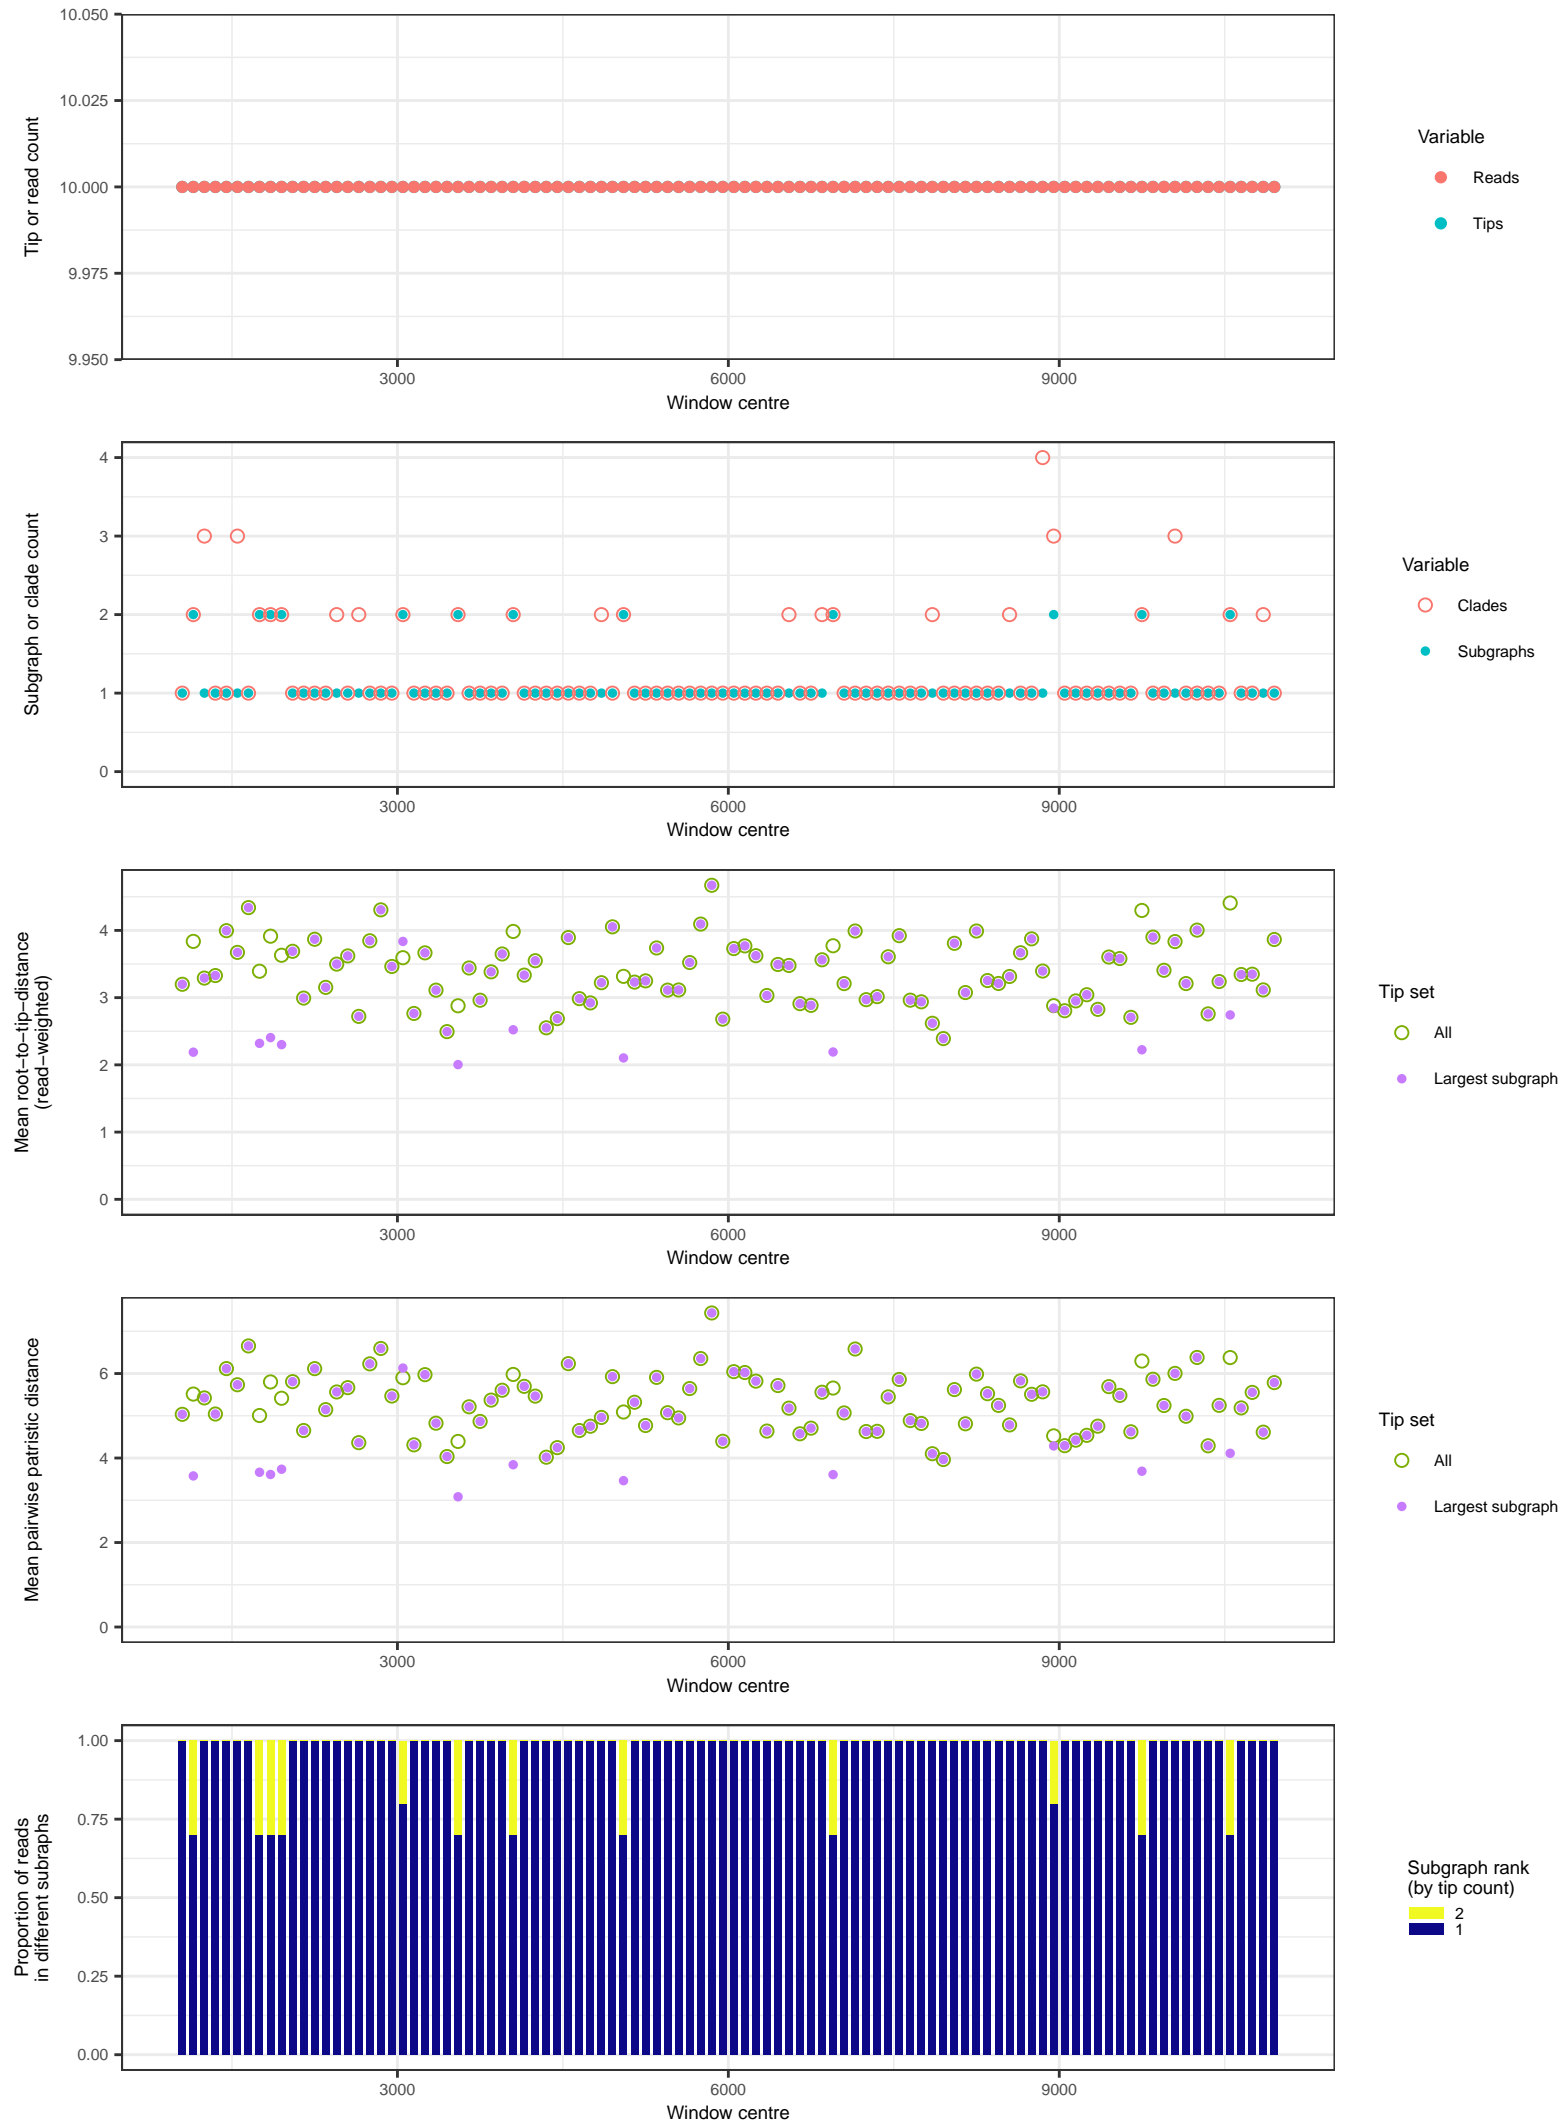 10.050
10.025
10.000
9.975
9.950
Tip or read count
3000
6000
9000
Window centre
Variable
Reads
Tips
4
3
2
1
0
Subgraph or clade count
3000
6000
9000
Window centre
Variable
Clades
Subgraphs
4
3
2
1
0
Mean root−to−tip−distance
(read−weighted)
3000
6000
9000
Window centre
Tip set
All
Largest subgraph
6
4
2
0
Mean pairwise patristic distance
3000
6000
9000
Window centre
Tip set
All
Largest subgraph
1.00
0.75
0.50
0.25
0.00
Proportion of reads
in different subraphs
3000
6000
9000
Window centre
Subgraph rank
(by tip count)
2
1